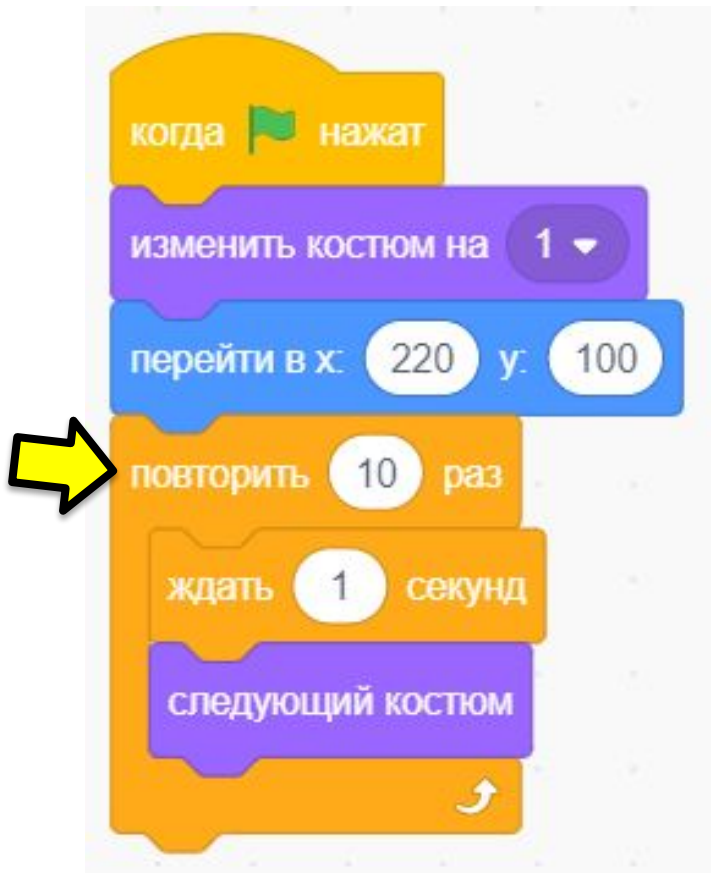 когда нажат
изменить костюм на 1
перейти в x: 220 y: 100
повторить 10 раз
ждать 1 секунд
следующий костюм